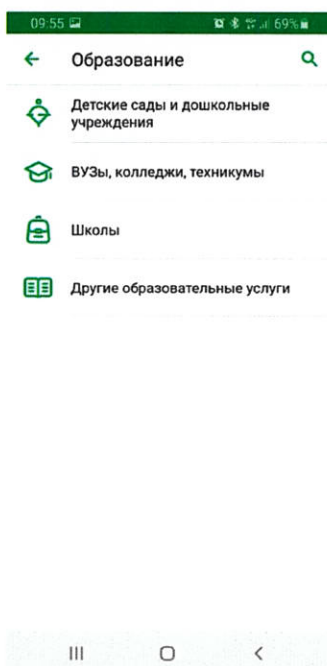 09:55 69%
Образование
Детские сады и дошкольные
учреждения
ВУЗы, колледжи, техникумы
Школы
Другие образовательные услуги